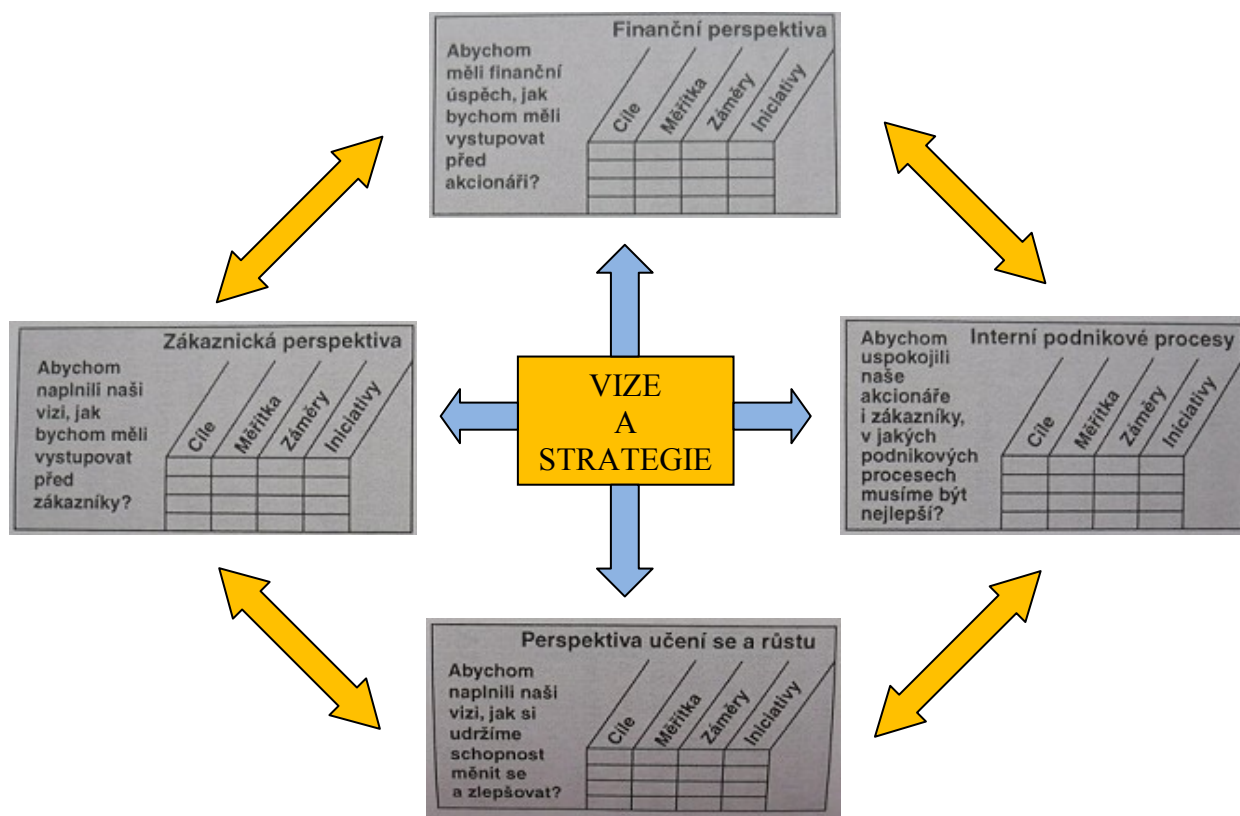 Finanční perspektiva
Abychom
měli finanční
úspěch, jak
bychom měli
vystupovat
před
akcionáři?
Cíle
Měřítka
Záměry
Iniciativy
Zákaznická perspektiva
Abychom
naplnili naši
vizi, jak
bychom měli
vystupovat
před
zákazníky?
Cíle
Měřítka
Záměry
Iniciativy
VIZE
A
STRATEGIE
Interní podnikové procesy
Abychom
uspokojili
naše
akcionáře
i zákazníky,
v jakých
podnikových
procesech
musíme být
nejlepší?
Cíle
Měřítka
Záměry
Iniciativy
Perspektiva učení se a růstu
Abychom
naplnili naši
vizi, jak si
udržíme
schopnost
měnit se
a zlepšovat?
Cíle
Měřítka
Záměry
Iniciativy